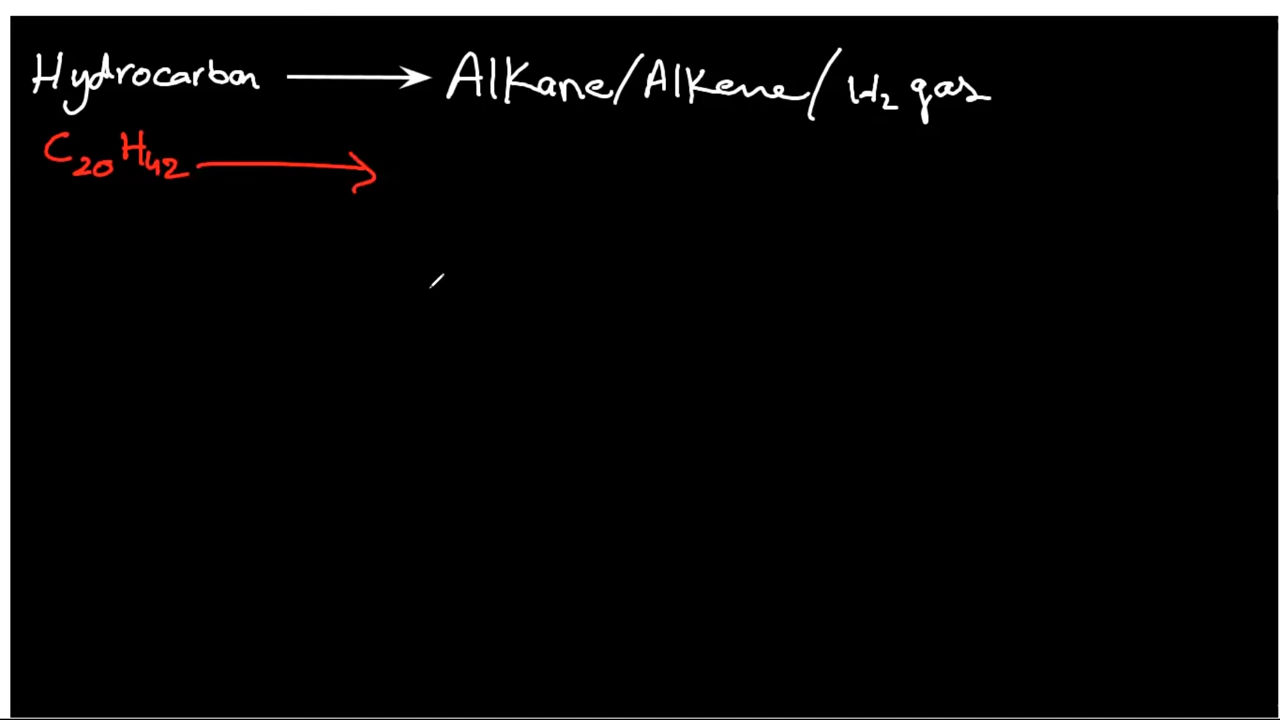 Hydrocarbon ⟶ Alkane/Alkene/H₂ gas
C₂₀H₄₂ ⟶